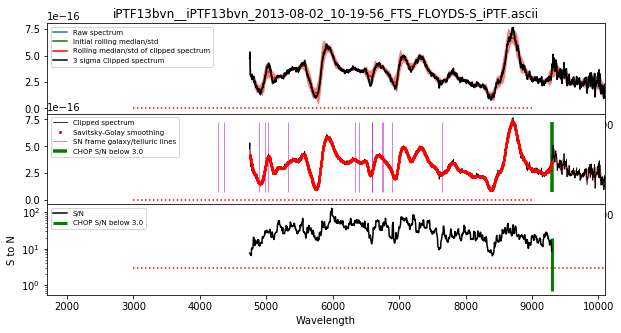 iPTF13bvn__iPTF13bvn_2013-08-02_10-19-56_FTS_FLOYDS-S_iPTF.ascii
1e−16
7.5
5.0
2.5
0.0
Raw spectrum
Initial rolling median/std
Rolling median/std of clipped spectrum
3 sigma Clipped spectrum
1e−16
7.5
5.0
2.5
0.0
Clipped spectrum
Savitsky-Golay smoothing
SN frame galaxy/telluric lines
CHOP S/N below 3.0
00
S to N
10²
10¹
10⁰
S/N
CHOP S/N below 3.0
00
2000 3000 4000 5000 6000 7000 8000 9000 10000
Wavelength